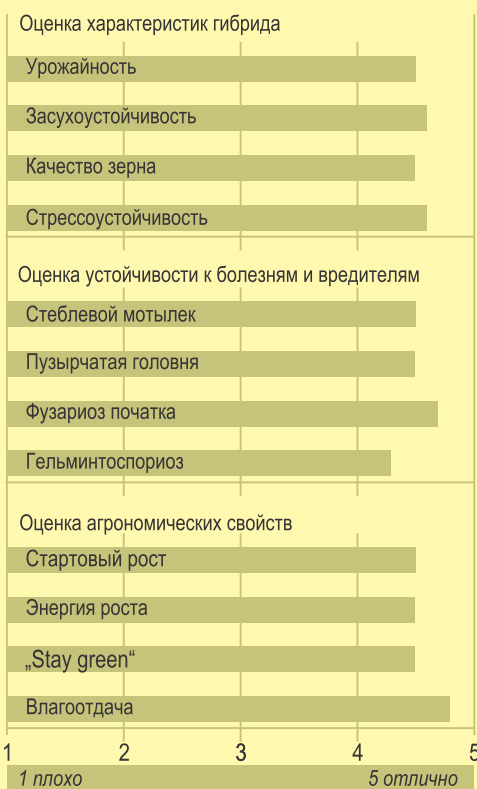 Оценка характеристик гибрида
Урожайность
Засухоустойчивость
Качество зерна
Стрессоустойчивость
Оценка устойчивости к болезням и вредителям
Стеблевой мотылек
Пузырчатая головня
Фузариоз початка
Гельминтоспориоз
Оценка агрономических свойств
Стартовый рост
Энергия роста
„Stay green“
Влагоотдача
1 2 3 4 5
1 плохо 5 отлично